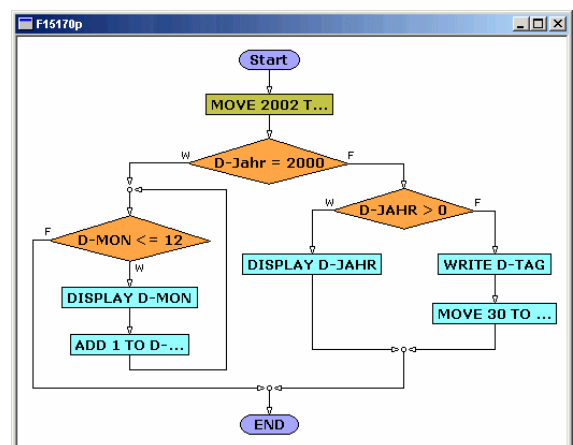 F15170p
Start
MOVE 2002 T...
D-Jahr = 2000
W
F
D-JAHR > 0
W
F
D-MON <= 12
F
W
DISPLAY D-JAHR
WRITE D-TAG
DISPLAY D-MON
MOVE 30 TO ...
ADD 1 TO D-...
END